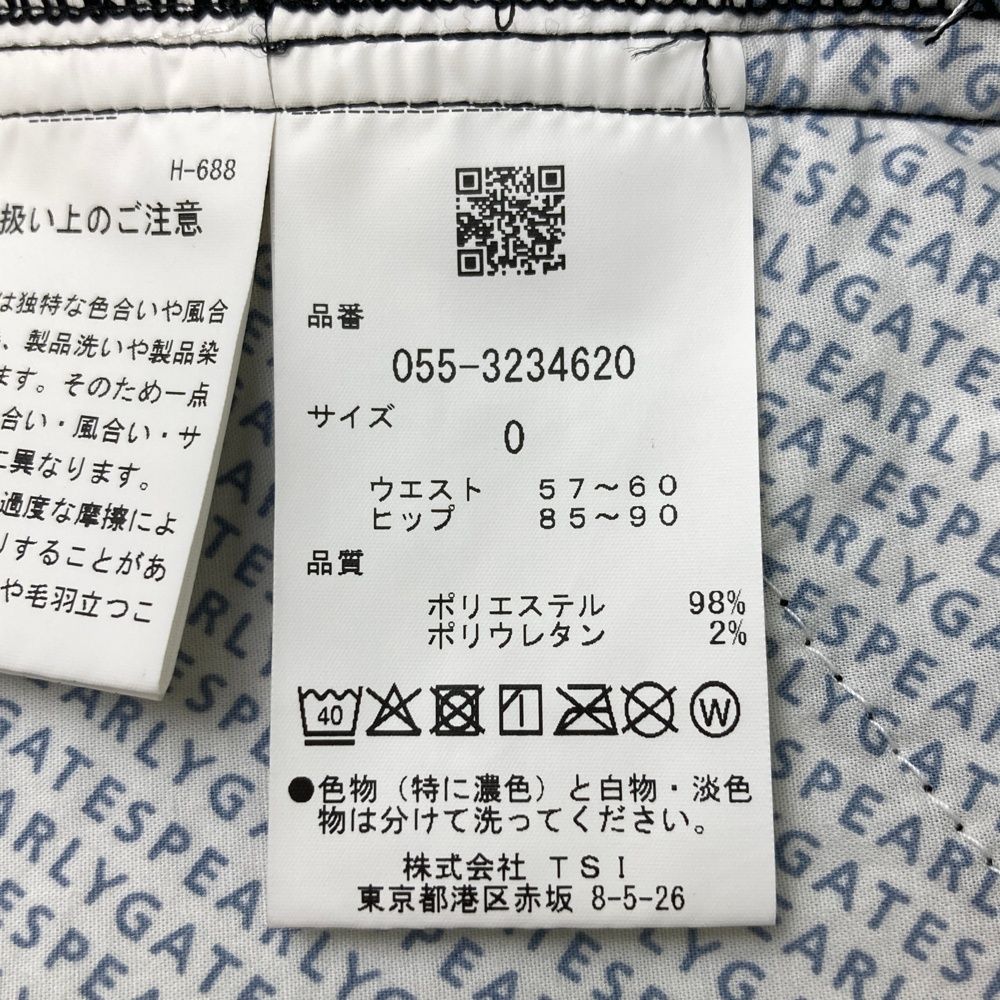 H-688
扱い上のご注意
は独特な色合いや風合
、製品洗いや製品染
ます。そのため一点
合い・風合い・サ
に異なります。
過度な摩擦によ
りすることがあ
や毛羽立つこ
品番
055-3234620
サイズ
0
ウエスト 57〜60
ヒップ 85〜90
品質
ポリエステル 98%
ポリウレタン 2%
40
W
●色物（特に濃色）と白物・淡色
物は分けて洗ってください。
株式会社 TSI
東京都港区赤坂 8-5-26
PEARLYGATES